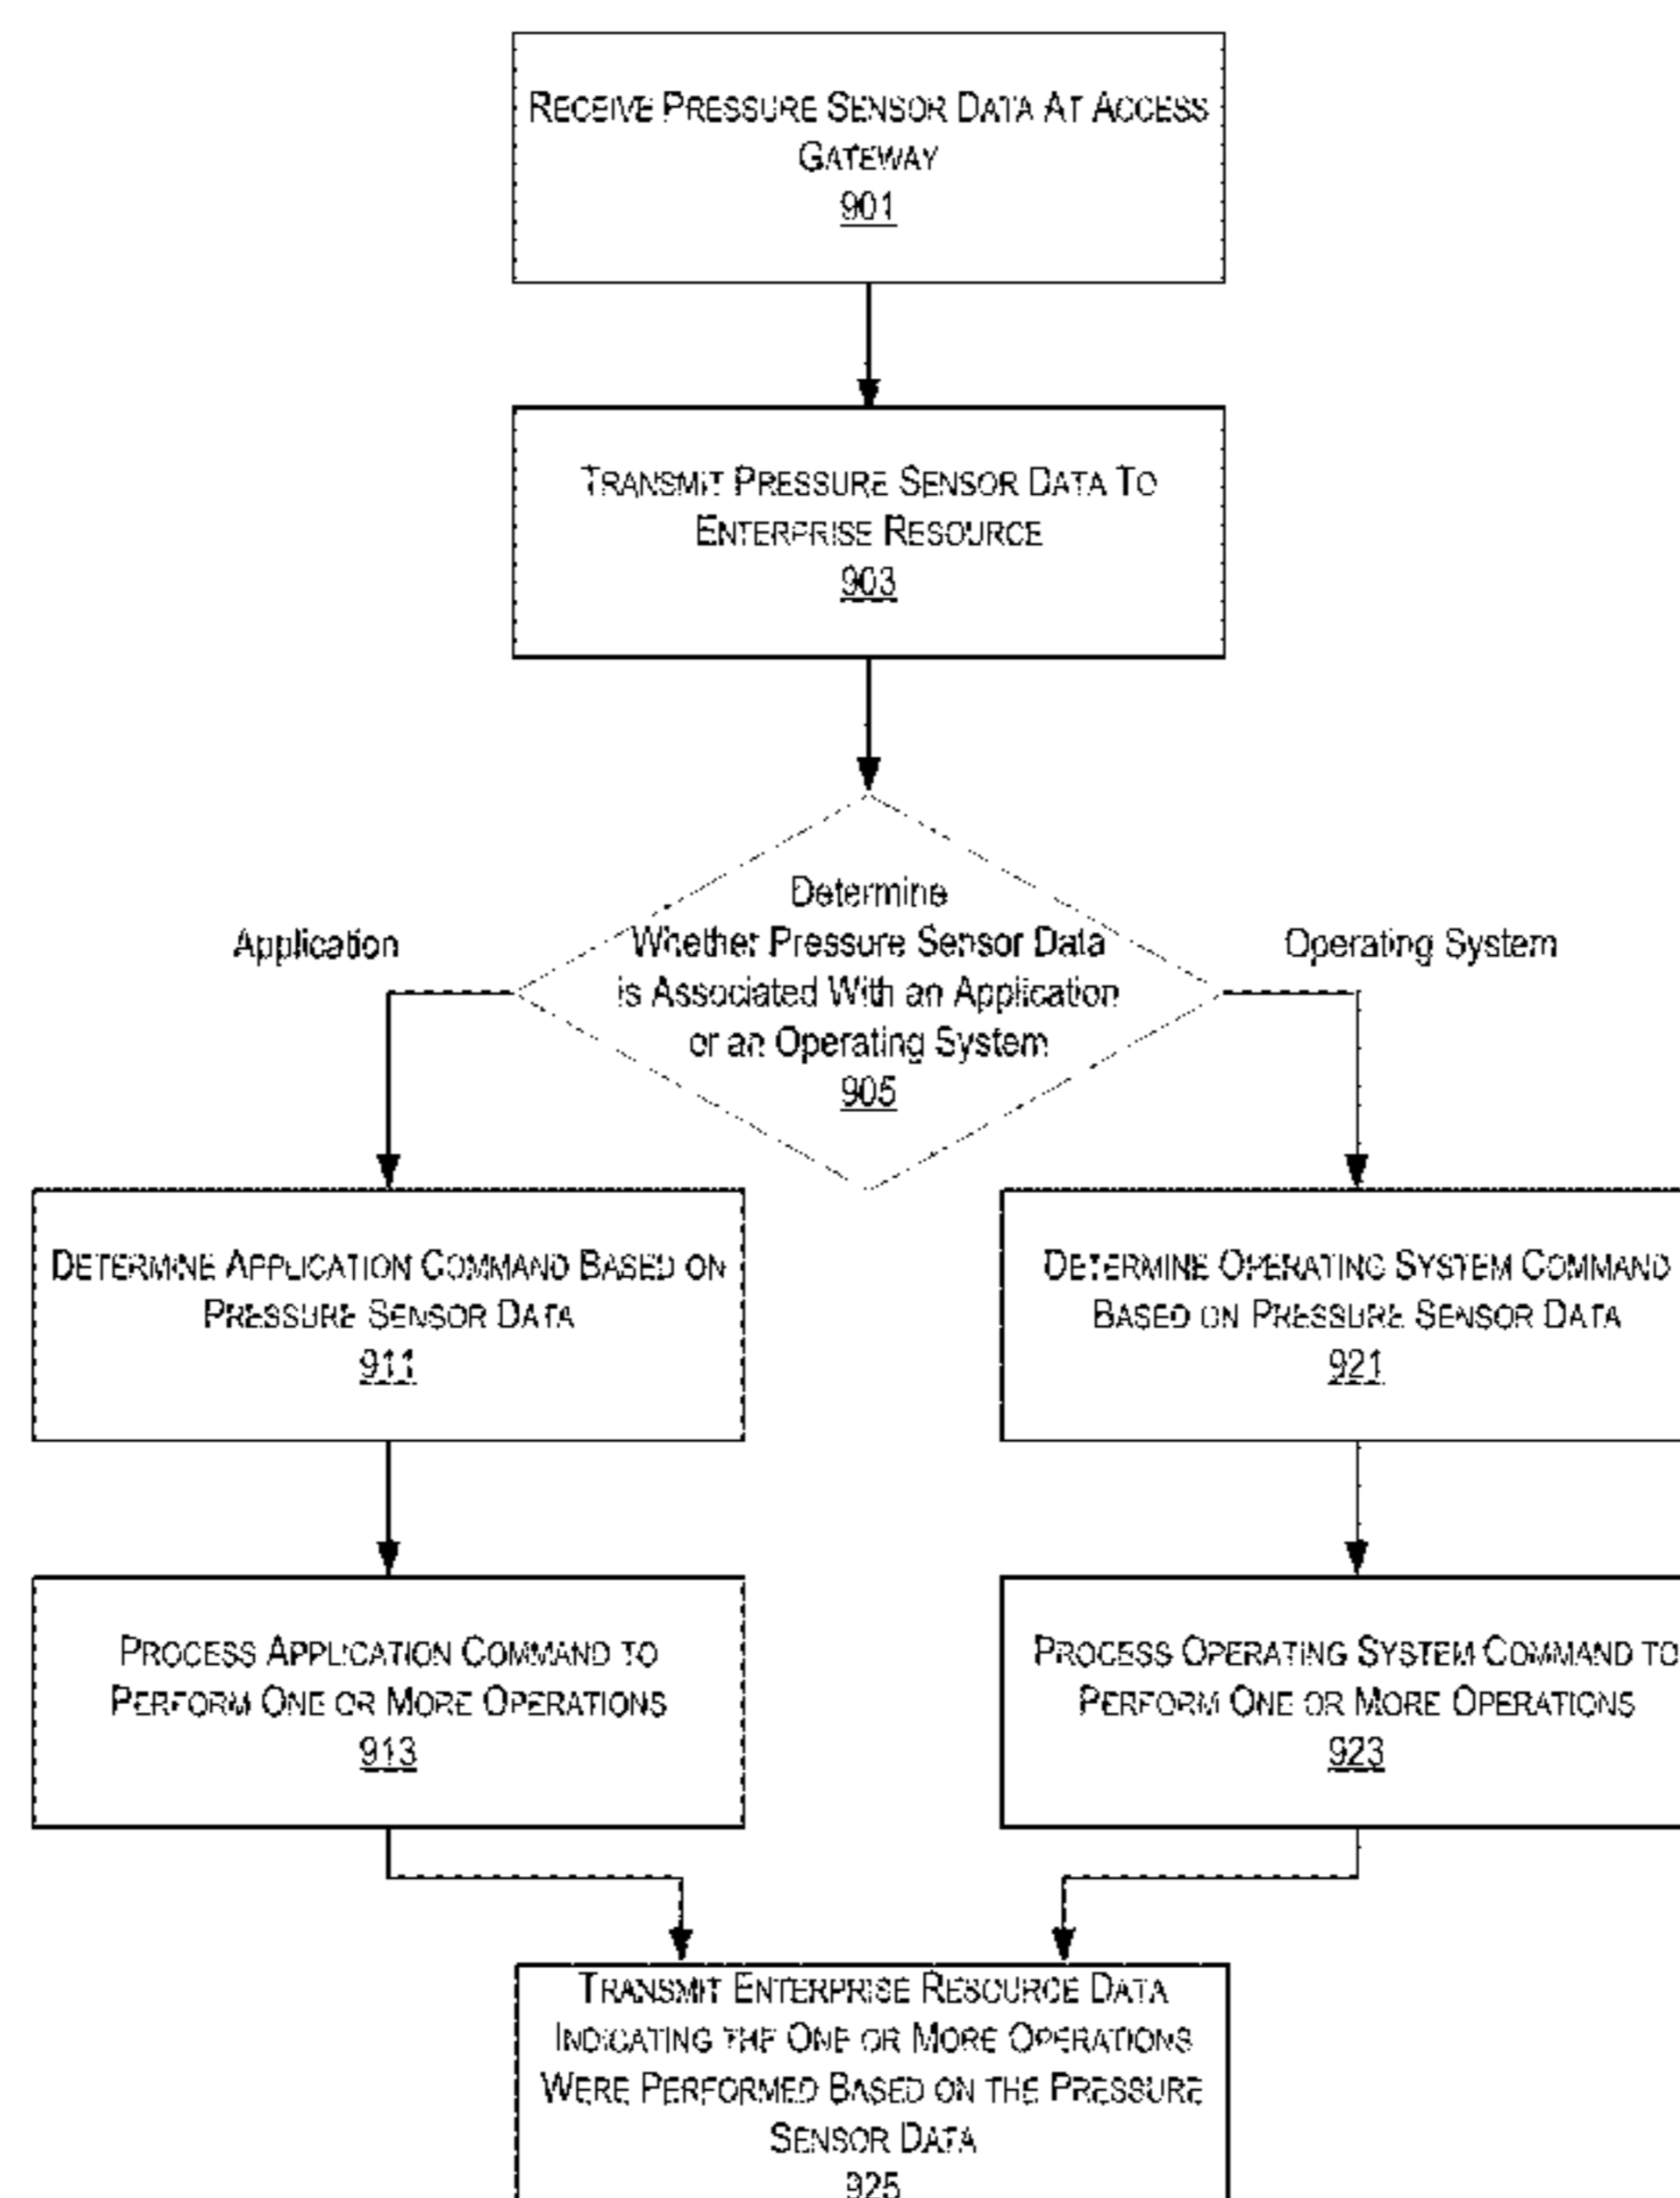 RECEIVE PRESSURE SENSOR DATA AT ACCESS
GATEWAY
901
TRANSMIT PRESSURE SENSOR DATA TO
ENTERPRISE RESOURCE
903
Determine
Whether Pressure Sensor Data
is Associated With an Application
or an Operating System
905
Application
Operating System
DETERMINE APPLICATION COMMAND BASED ON
PRESSURE SENSOR DATA
911
DETERMINE OPERATING SYSTEM COMMAND
BASED ON PRESSURE SENSOR DATA
921
PROCESS APPLICATION COMMAND TO
PERFORM ONE OR MORE OPERATIONS
913
PROCESS OPERATING SYSTEM COMMAND TO
PERFORM ONE OR MORE OPERATIONS
923
TRANSMIT ENTERPRISE RESOURCE DATA
INDICATING THE ONE OR MORE OPERATIONS
WERE PERFORMED BASED ON THE PRESSURE
SENSOR DATA
925